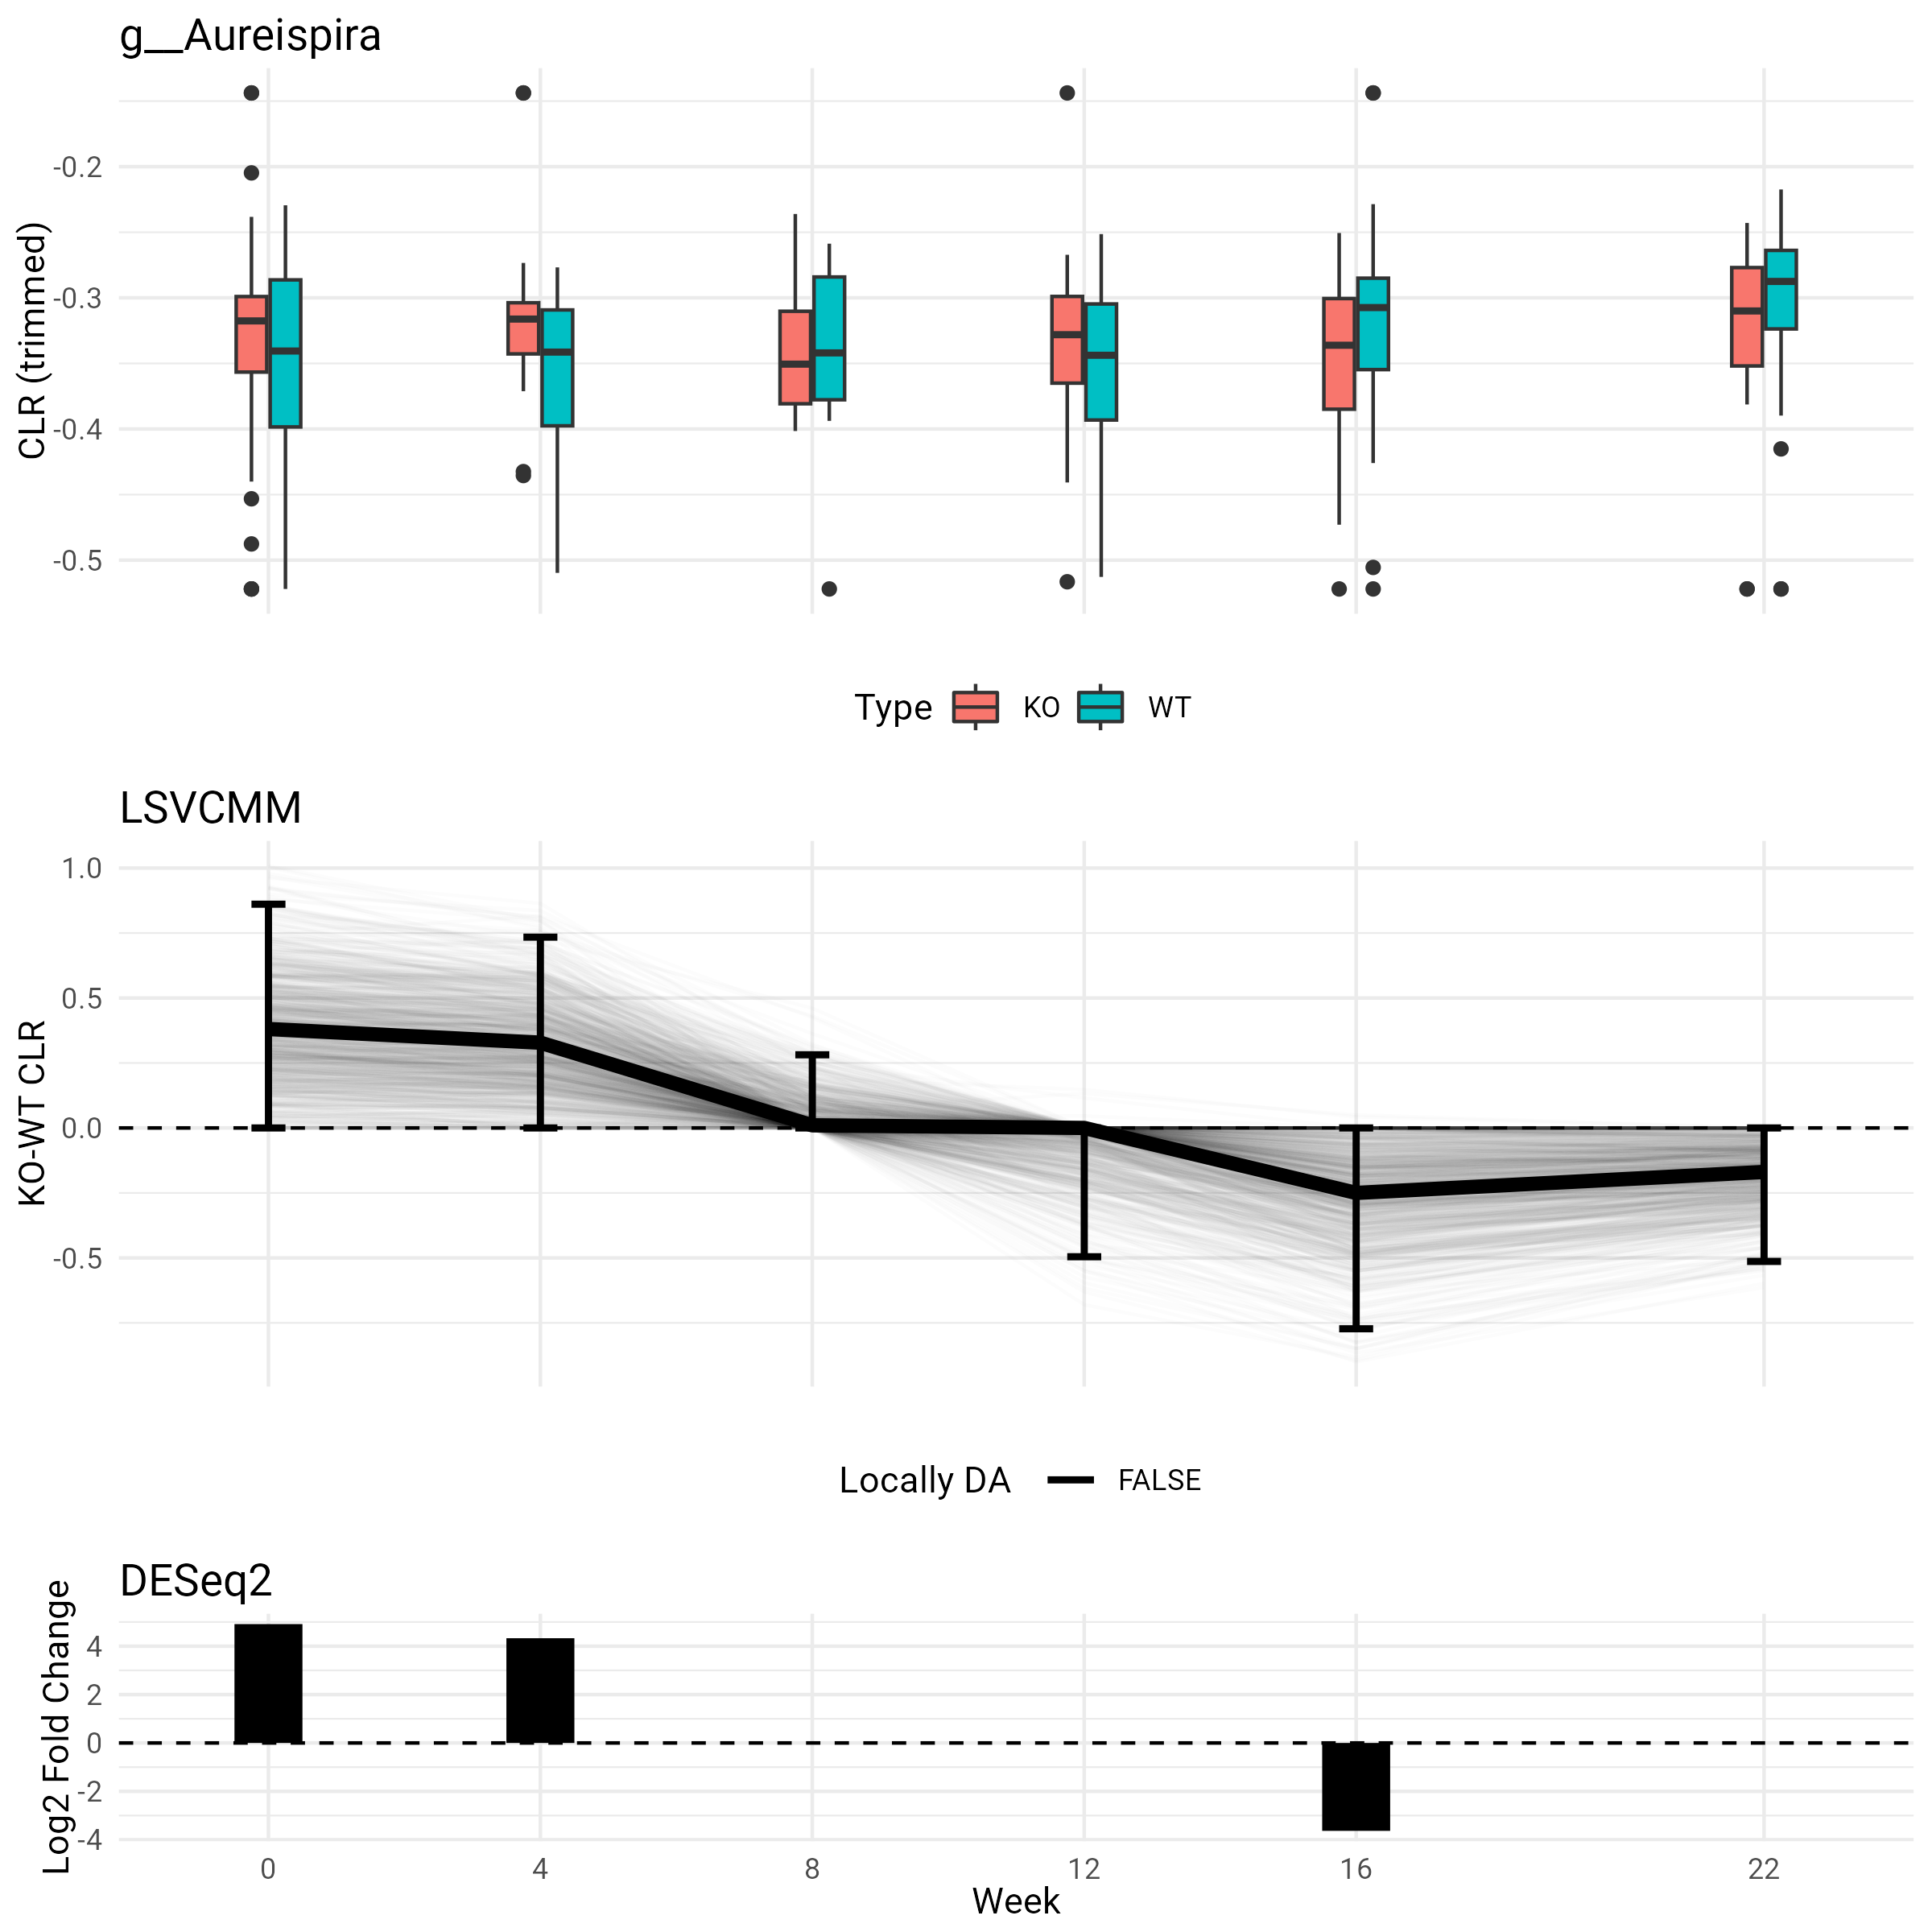 g__Aureispira
CLR (trimmed)
-0.2
-0.3
-0.4
-0.5
Type KO WT
LSVCMM
KO-WT CLR
1.0
0.5
0.0
-0.5
Locally DA FALSE
DESeq2
Log2 Fold Change
4
2
0
-2
-4
0 4 8 12 16 22
Week